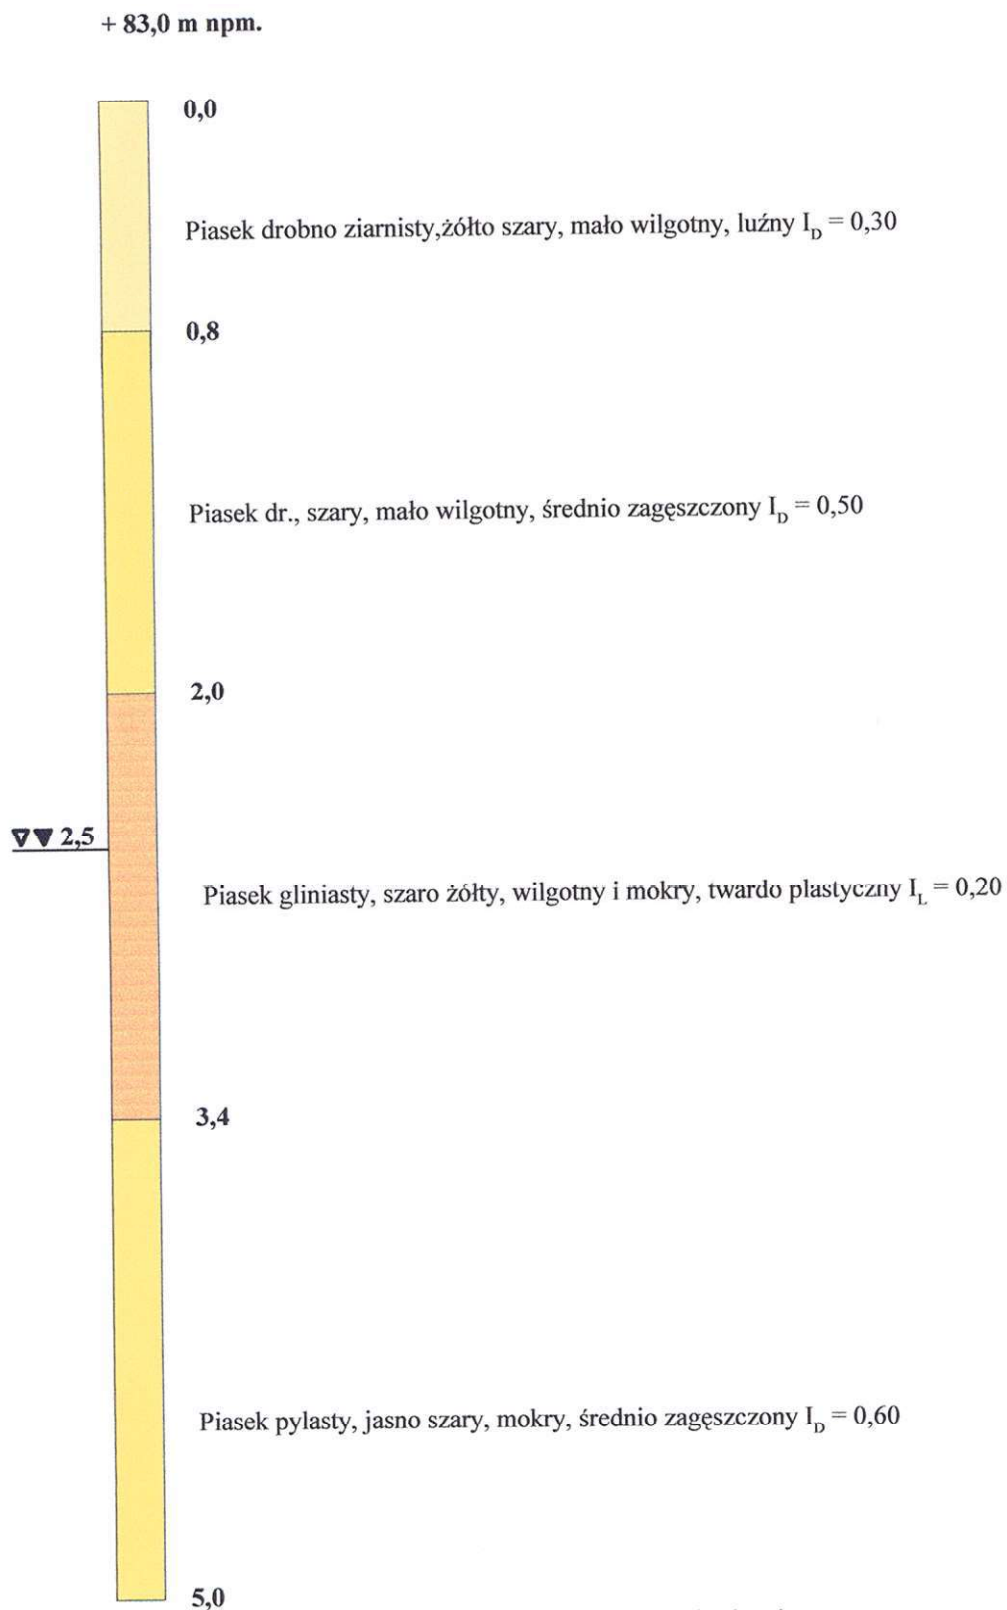 + 83,0 m npm.
0,0
Piasek drobno ziarnisty,żółto szary, mało wilgotny, luźny I_D = 0,30
0,8
Piasek dr., szary, mało wilgotny, średnio zagęszczony I_D = 0,50
2,0
2,5
Piasek gliniasty, szaro żółty, wilgotny i mokry, twardo plastyczny I_L = 0,20
3,4
Piasek pylasty, jasno szary, mokry, średnio zagęszczony I_D = 0,60
5,0